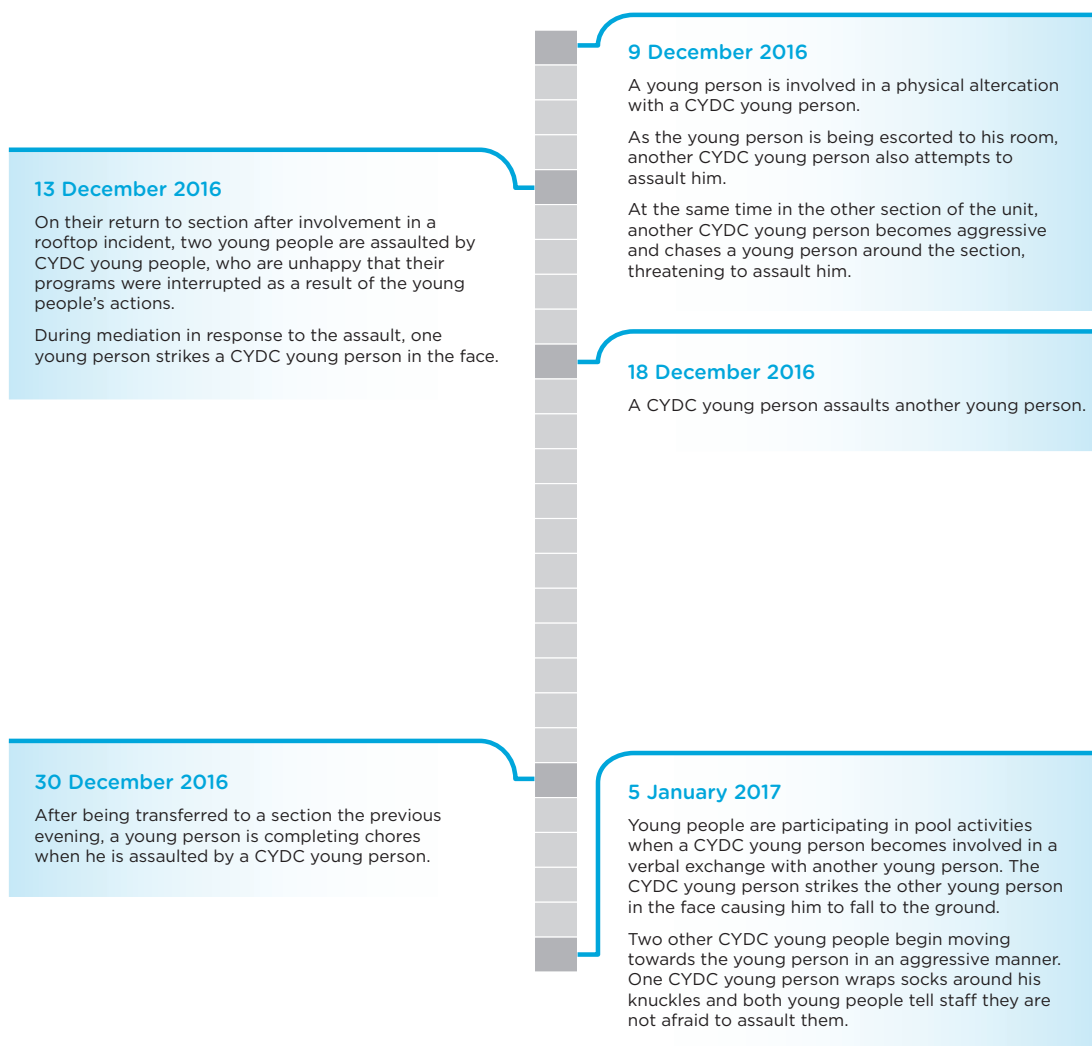 9 December 2016
A young person is involved in a physical altercation
with a CYDC young person.
As the young person is being escorted to his room,
another CYDC young person also attempts to
assault him.
At the same time in the other section of the unit,
another CYDC young person becomes aggressive
and chases a young person around the section,
threatening to assault him.
13 December 2016
On their return to section after involvement in a
rooftop incident, two young people are assaulted by
CYDC young people, who are unhappy that their
programs were interrupted as a result of the young
people's actions.
During mediation in response to the assault, one
young person strikes a CYDC young person in the face.
18 December 2016
A CYDC young person assaults another young person.
30 December 2016
After being transferred to a section the previous
evening, a young person is completing chores
when he is assaulted by a CYDC young person.
5 January 2017
Young people are participating in pool activities
when a CYDC young person becomes involved in a
verbal exchange with another young person. The
CYDC young person strikes the other young person
in the face causing him to fall to the ground.
Two other CYDC young people begin moving
towards the young person in an aggressive manner.
One CYDC young person wraps socks around his
knuckles and both young people tell staff they are
not afraid to assault them.